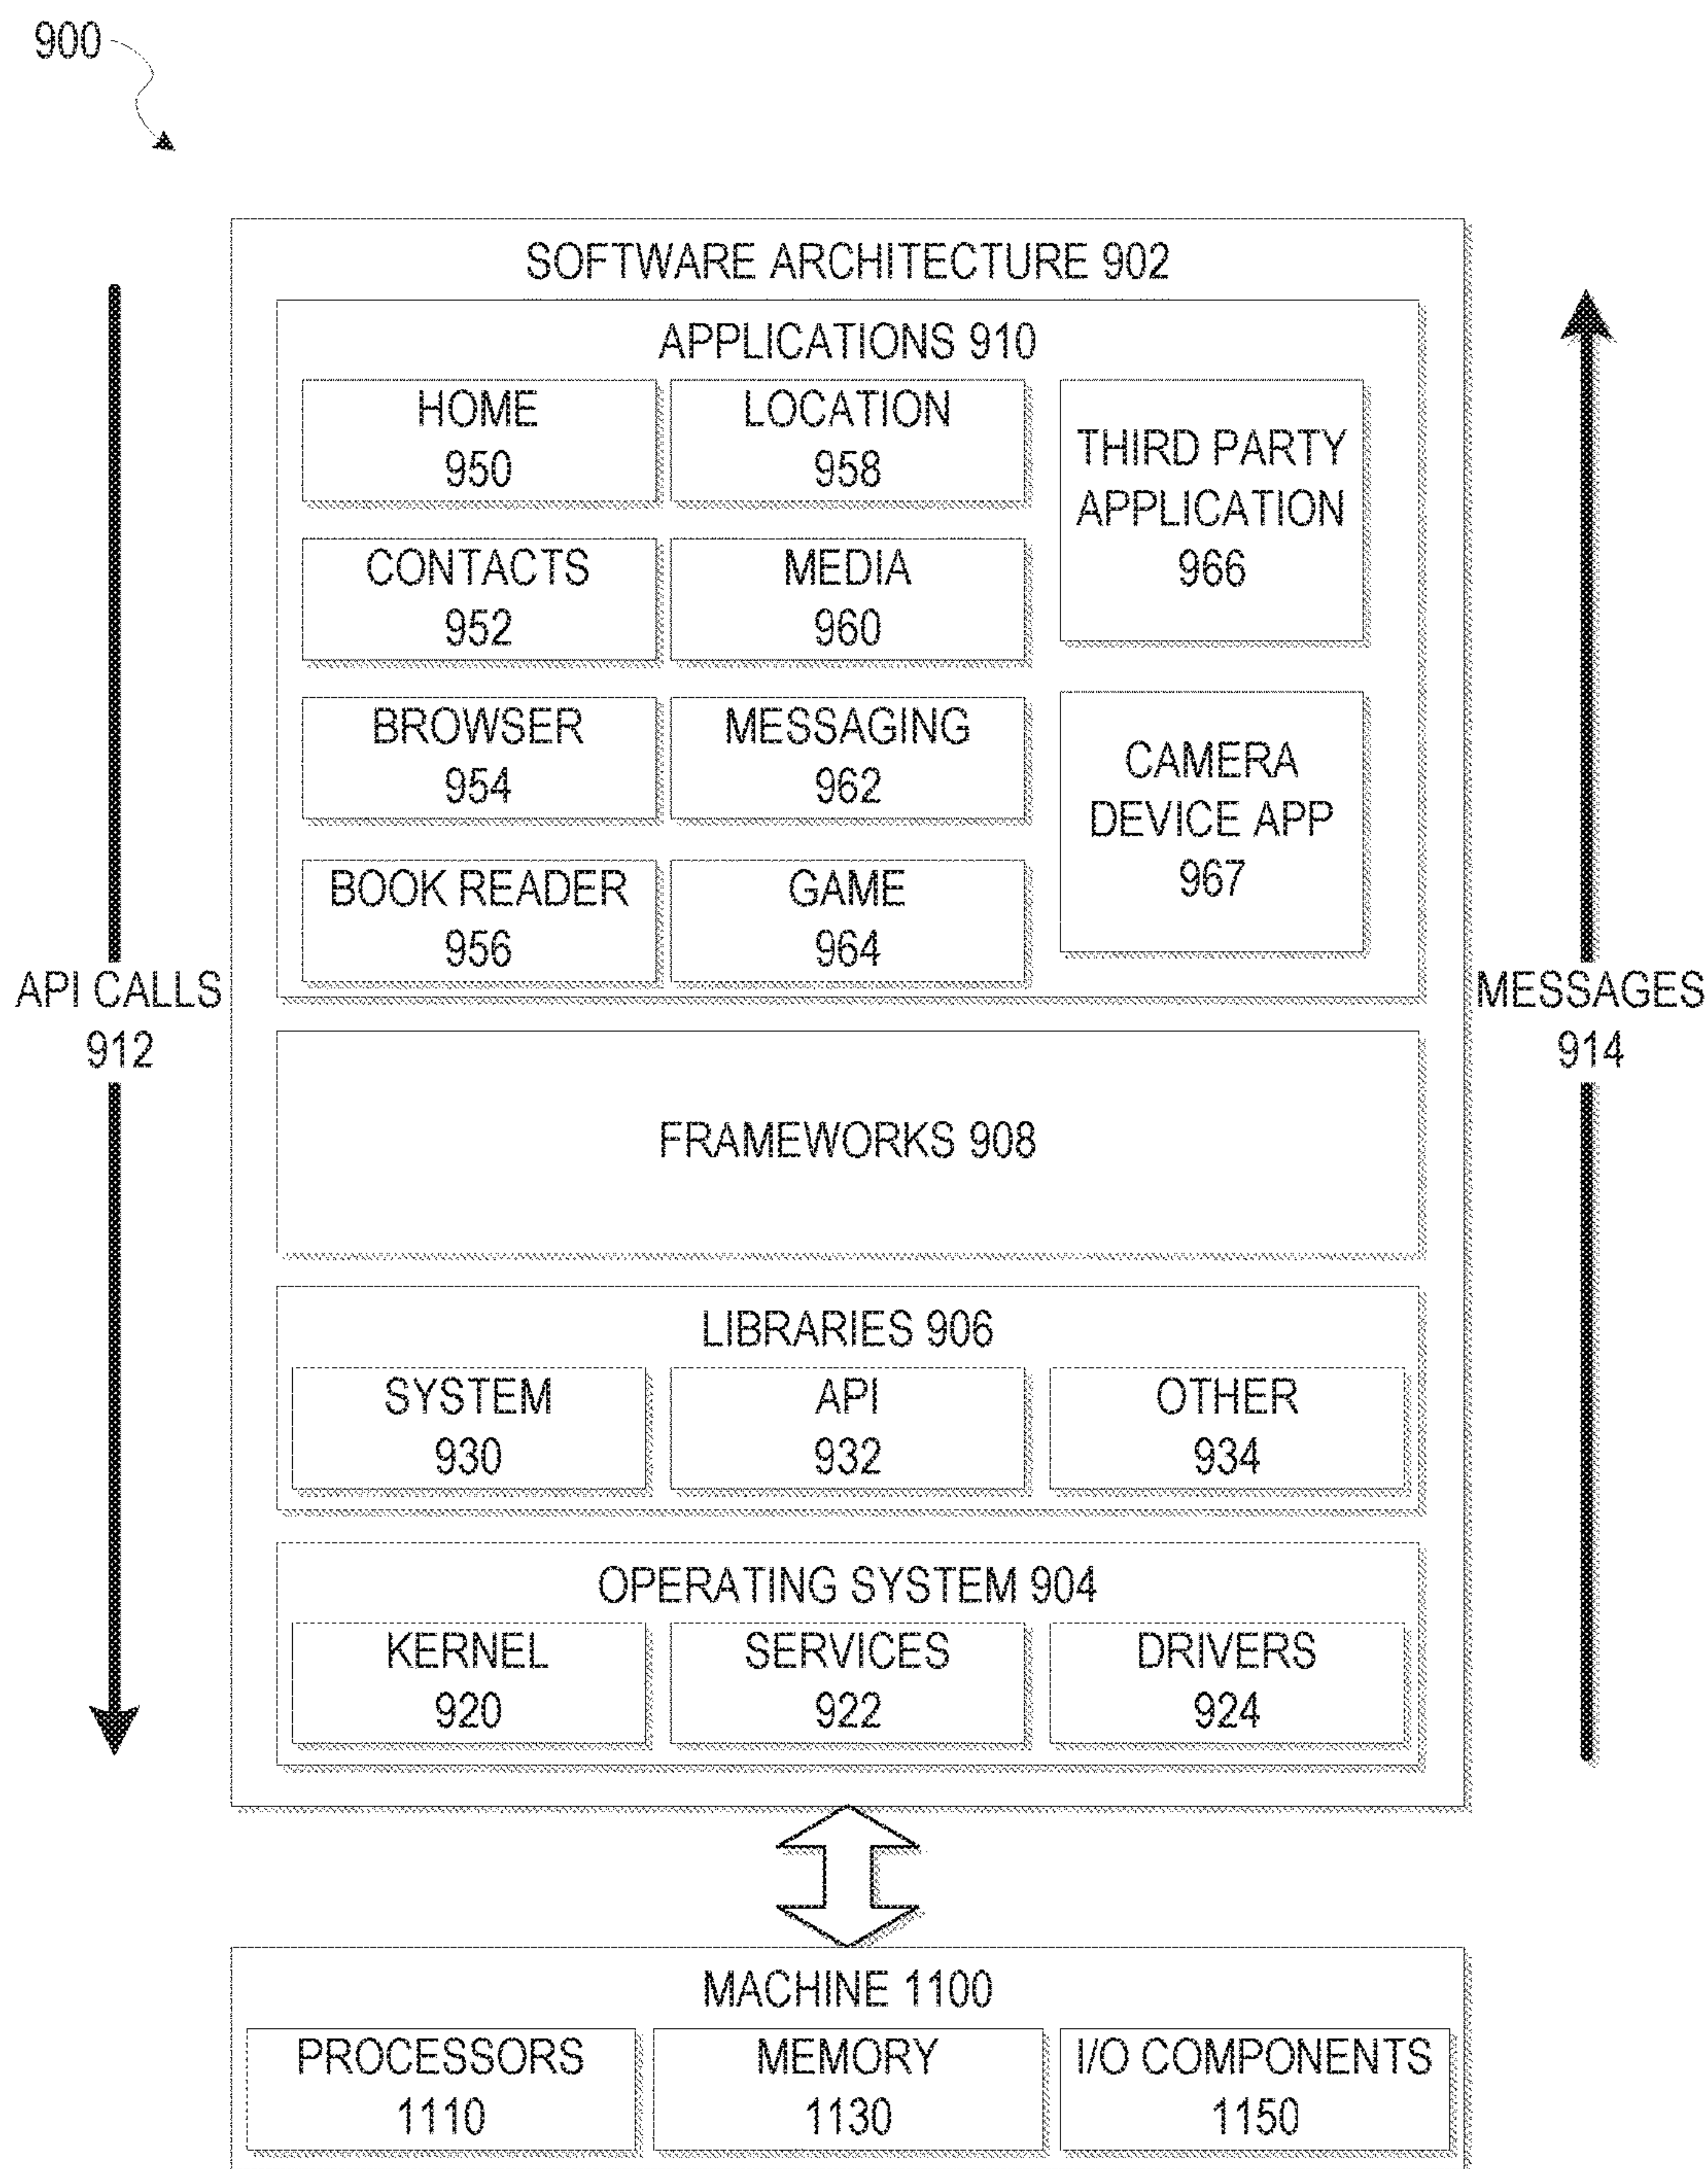 900
SOFTWARE ARCHITECTURE 902
APPLICATIONS 910
HOME
950
LOCATION
958
THIRD PARTY
APPLICATION
966
CONTACTS
952
MEDIA
960
BROWSER
954
MESSAGING
962
CAMERA
DEVICE APP
967
BOOK READER
956
GAME
964
API CALLS
912
MESSAGES
914
FRAMEWORKS 908
LIBRARIES 906
SYSTEM
930
API
932
OTHER
934
OPERATING SYSTEM 904
KERNEL
920
SERVICES
922
DRIVERS
924
MACHINE 1100
PROCESSORS
1110
MEMORY
1130
I/O COMPONENTS
1150